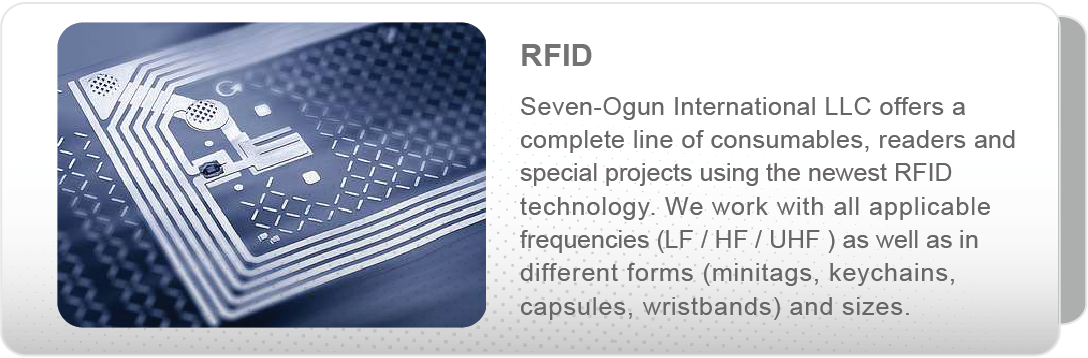 RFID
Seven-Ogun International LLC offers a
complete line of consumables, readers and
special projects using the newest RFID
technology. We work with all applicable
frequencies (LF / HF / UHF ) as well as in
different forms (minitags, keychains,
capsules, wristbands) and sizes.